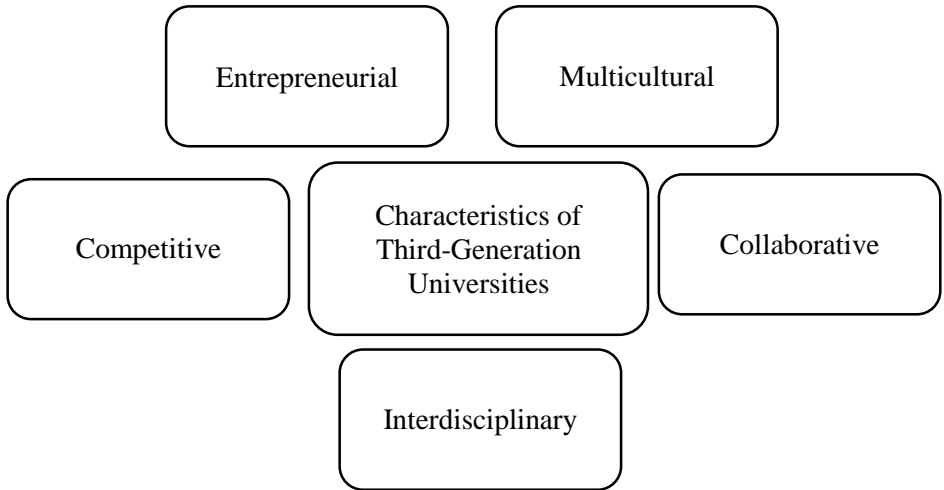 Entrepreneurial
Multicultural
Competitive
Characteristics of
Third-Generation
Universities
Collaborative
Interdisciplinary